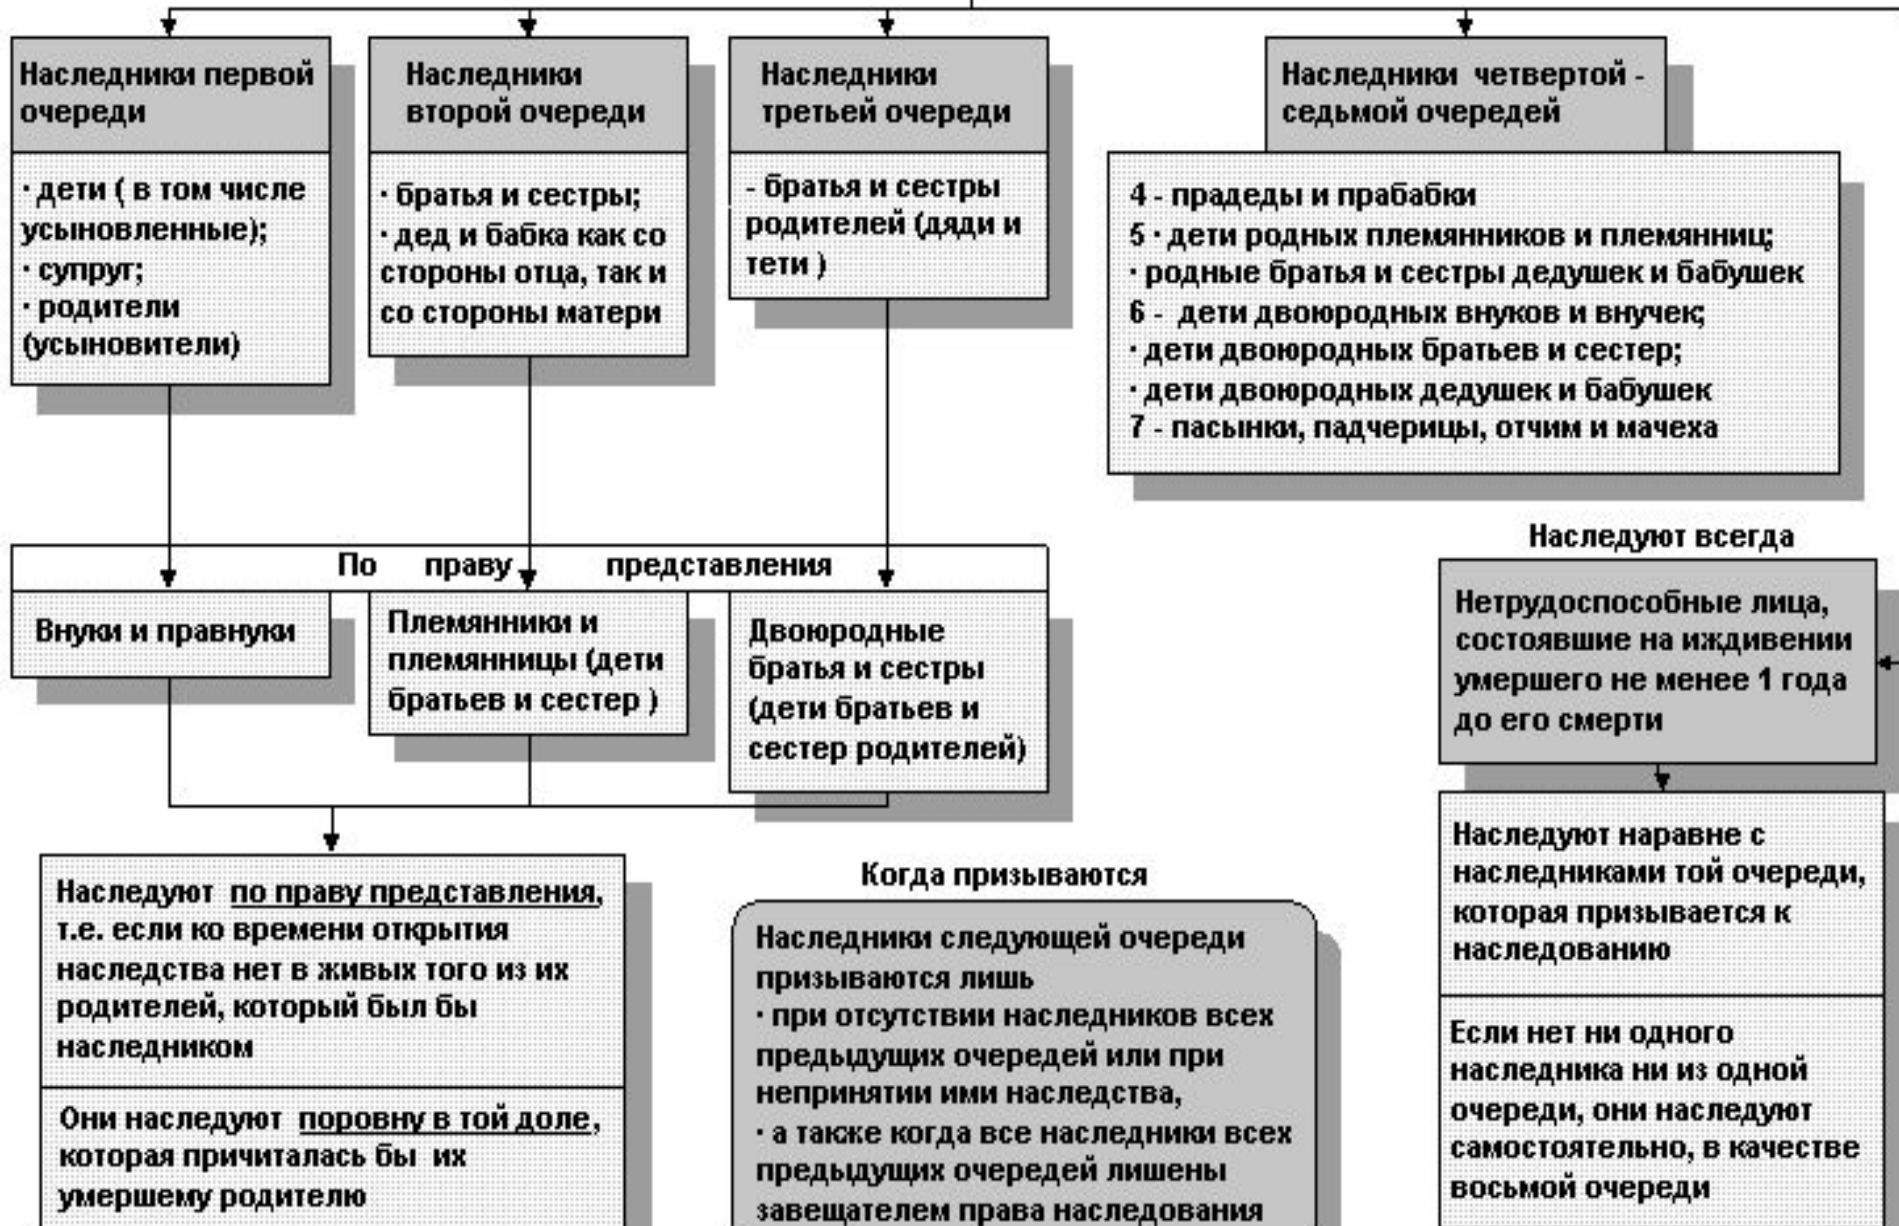 Наследники первой
очереди
· дети ( в том числе
усыновленные);
· супруг;
· родители
(усыновители)
Наследники
второй очереди
· братья и сестры;
· дед и бабка как со
стороны отца, так и
со стороны матери
Наследники
третьей очереди
- братья и сестры
родителей (дяди и
тети )
Наследники четвертой -
седьмой очередей
4 - прадеды и прабабки
5 · дети родных племянников и племянниц;
· родные братья и сестры дедушек и бабушек
6 - дети двоюродных внуков и внучек;
· дети двоюродных братьев и сестер;
· дети двоюродных дедушек и бабушек
7 - пасынки, падчерицы, отчим и мачеха
По праву представления
Внуки и правнуки
Племянники и
племянницы (дети
братьев и сестер )
Двоюродные
братья и сестры
(дети братьев и
сестер родителей)
Наследуют по праву представления,
т.е. если ко времени открытия
наследства нет в живых того из их
родителей, который был бы
наследником
Они наследуют поровну в той доле,
которая причиталась бы их
умершему родителю
Когда призываются
Наследники следующей очереди
призываются лишь
· при отсутствии наследников всех
предыдущих очередей или при
непринятии ими наследства,
· а также когда все наследники всех
предыдущих очередей лишены
завещателем права наследования
Наследуют всегда
Нетрудоспособные лица,
состоявшие на иждивении
умершего не менее 1 года
до его смерти
Наследуют наравне с
наследниками той очереди,
которая призывается к
наследованию
Если нет ни одного
наследника ни из одной
очереди, они наследуют
самостоятельно, в качестве
восьмой очереди